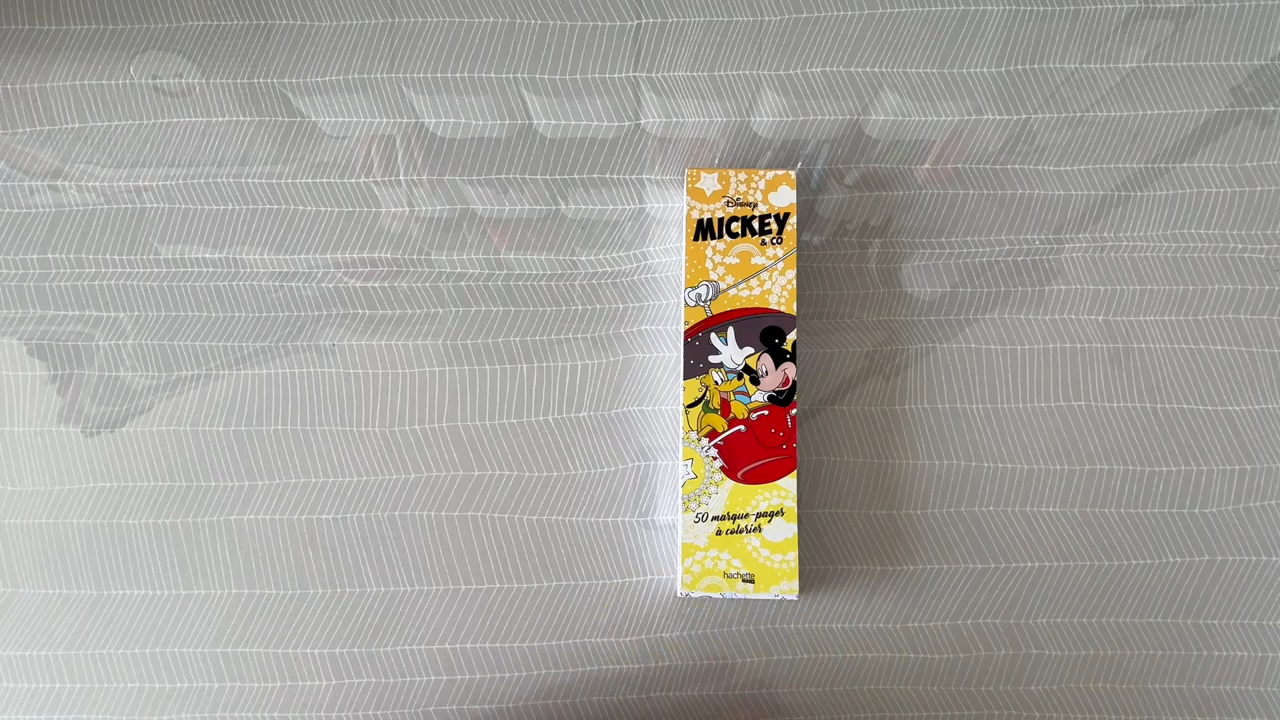 Disney
MICKEY
& CO
50 marque-pages
à colorier
hachette